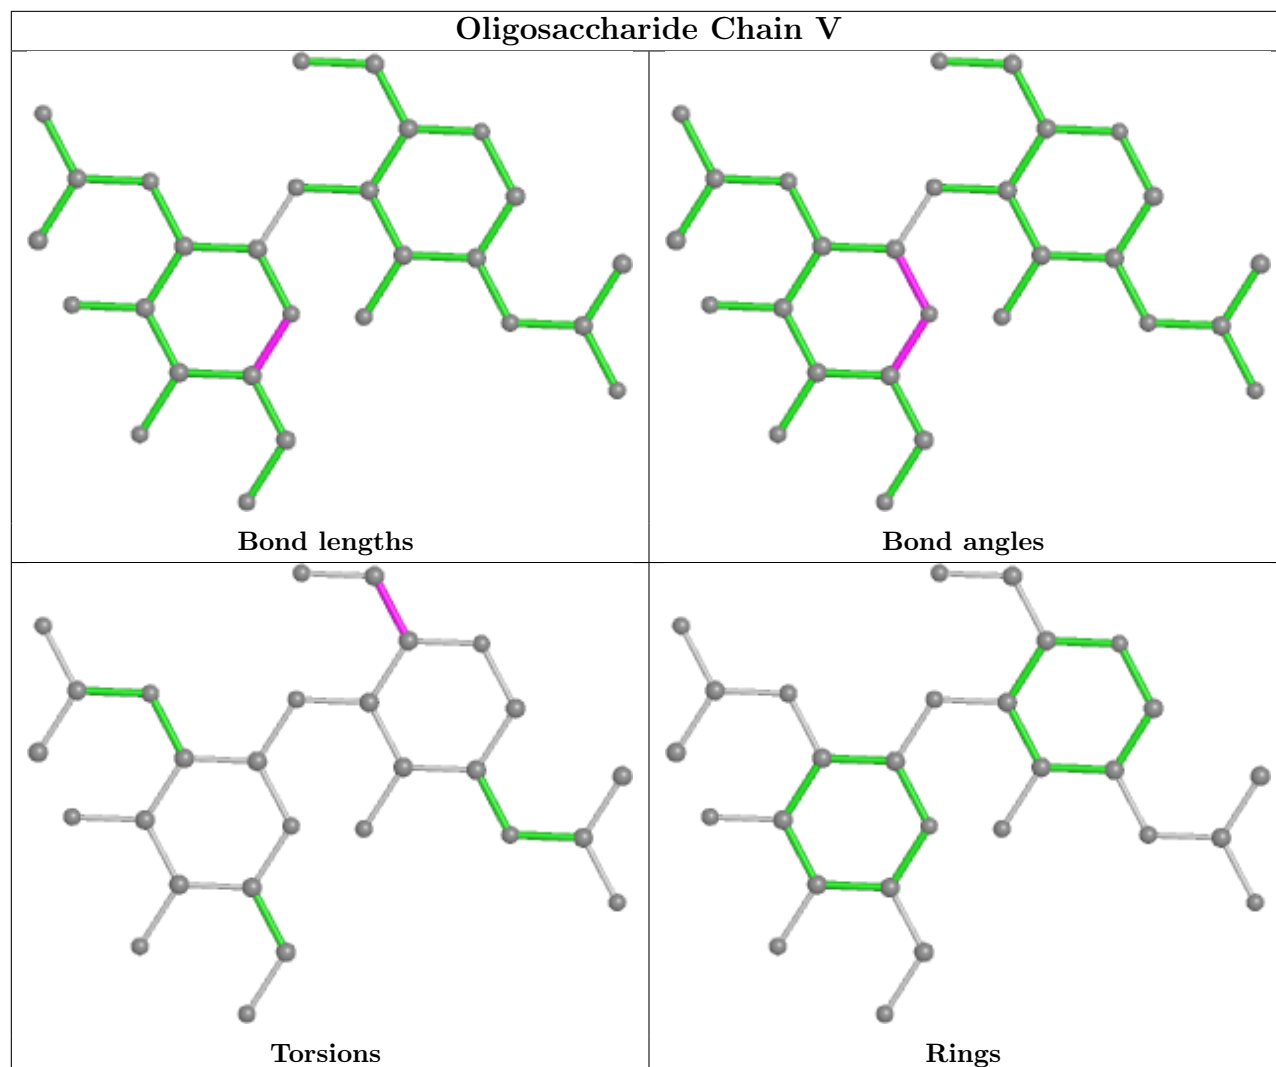 Oligosaccharide Chain V
Bond lengths
Bond angles
Torsions
Rings